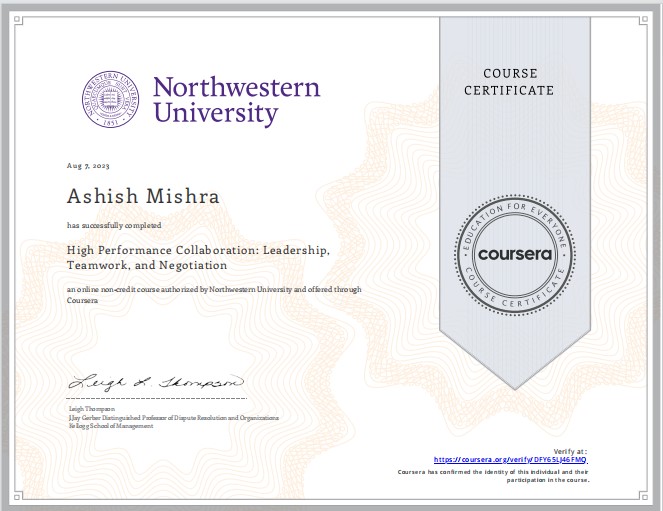 NORTHWESTERN UNIVERSITY
1851
Northwestern
University
COURSE
CERTIFICATE
Aug 7, 2023
Ashish Mishra
has successfully completed
High Performance Collaboration: Leadership,
Teamwork, and Negotiation
an online non-credit course authorized by Northwestern University and offered through
Coursera
EDUCATION FOR EVERYONE
coursera
COURSE CERTIFICATE
Leigh L. Thompson
Leigh Thompson
J.Jay Gerber Distinguished Professor of Dispute Resolution and Organizations
Kellogg School of Management
Verify at:
https://coursera.org/verify/DFY65LJ46FMQ
Coursera has confirmed the identity of this individual and their
participation in the course.